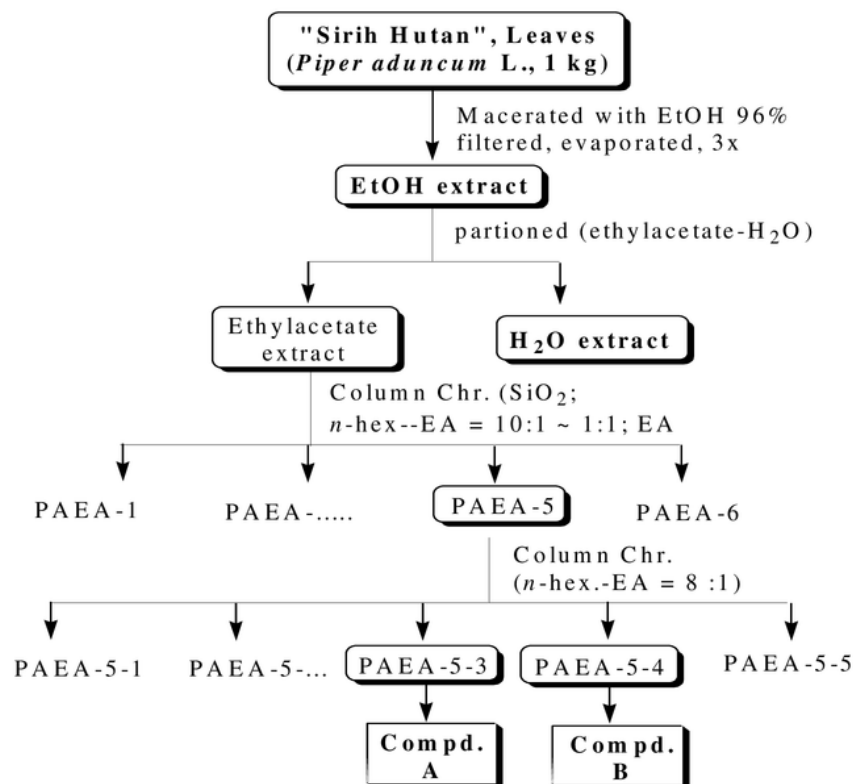 "Sirih Hutan", Leaves
(Piper aduncum L., 1 kg)
Macerated with EtOH 96%
filtered, evaporated, 3x
EtOH extract
partioned (ethylacetate-H₂O)
Ethylacetate
extract
H₂O extract
Column Chr. (SiO₂;
n-hex--EA = 10:1 ~ 1:1; EA
PAEA-1
PAEA-.....
PAEA-5
PAEA-6
Column Chr.
(n-hex.-EA = 8 :1)
PAEA-5-1
PAEA-5-...
PAEA-5-3
PAEA-5-4
PAEA-5-5
Compd.
A
Compd.
B